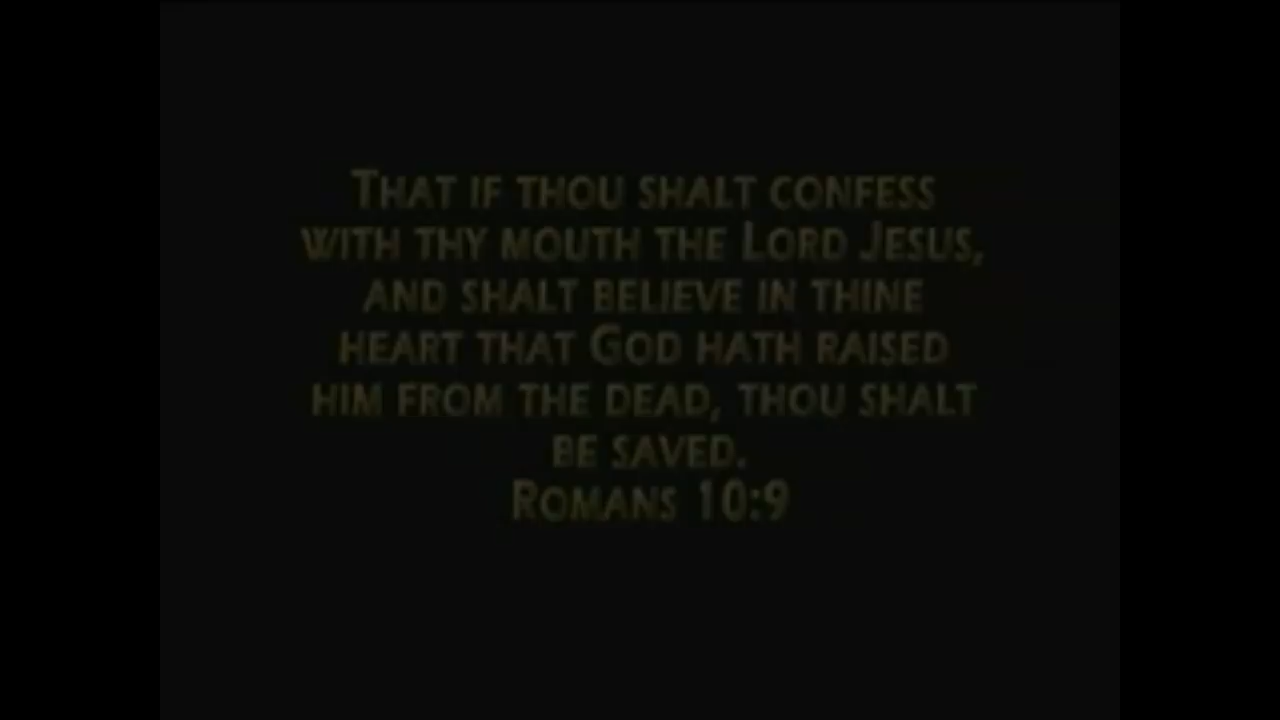 That if thou shalt confess
with thy mouth the Lord Jesus,
and shalt believe in thine
heart that God hath raised
him from the dead, thou shalt
be saved.
Romans 10:9